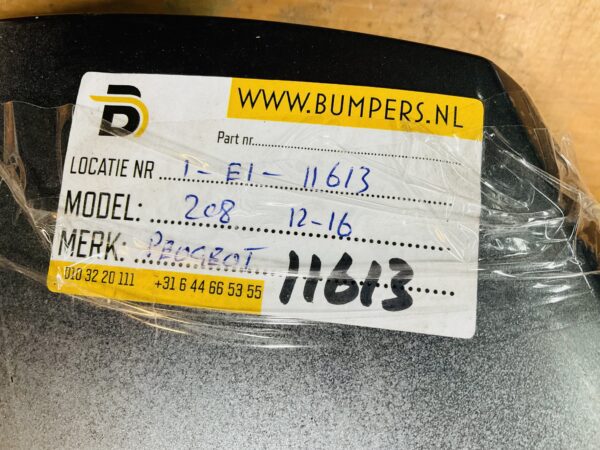 B
WWW.BUMPERS.NL
Part nr.
LOCATIE NR 1-E1-11613
MODEL: 208 12-16
MERK: PEOGEOT
010 32 20 111 +31 6 44 66 53 55
11613